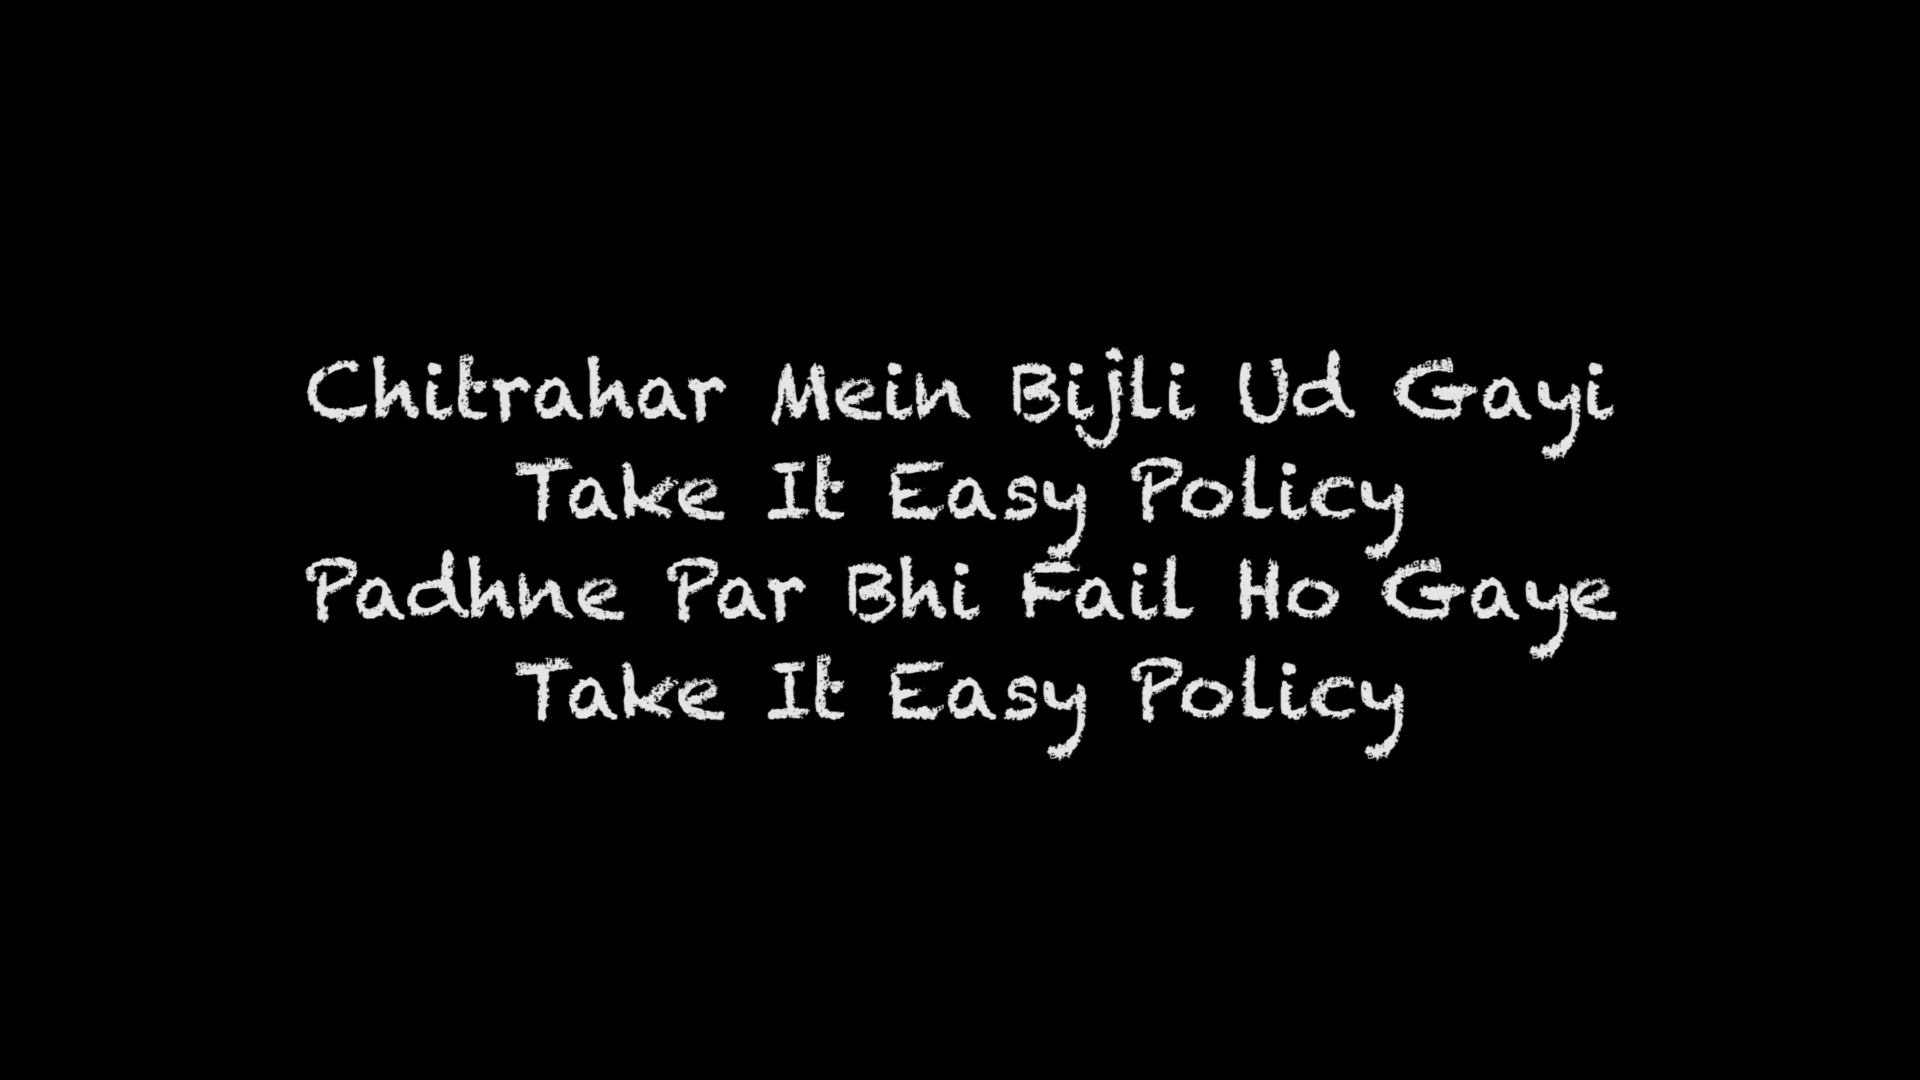 Chitrahar Mein Bijli Ud Gayi
Take It Easy Policy
Padhne Par Bhi Fail Ho Gaye
Take It Easy Policy